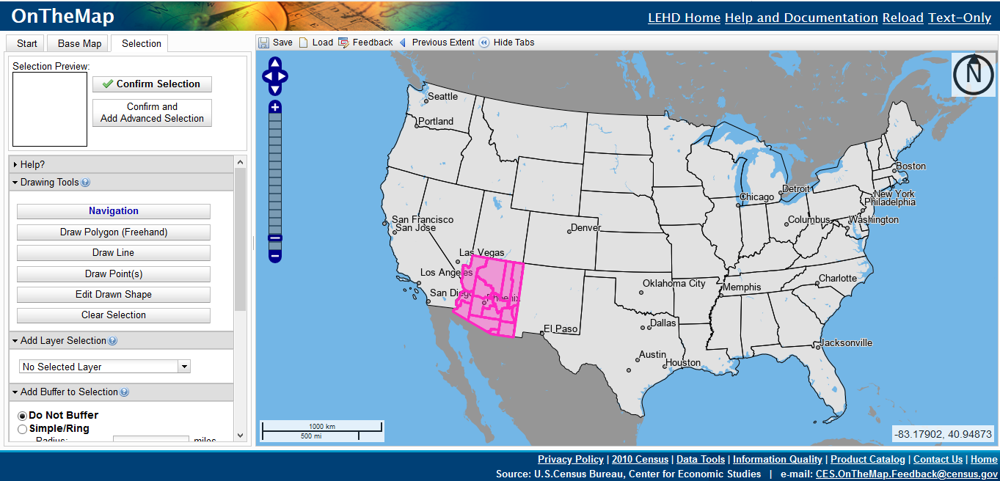 OnTheMap
LEHD Home Help and Documentation Reload Text-Only
Start Base Map Selection
Save Load Feedback Previous Extent Hide Tabs
Selection Preview:
Confirm Selection
Confirm and
Add Advanced Selection
Help?
Drawing Tools ?
Navigation
Draw Polygon (Freehand)
Draw Line
Draw Point(s)
Edit Drawn Shape
Clear Selection
Add Layer Selection ?
No Selected Layer
Add Buffer to Selection ?
Do Not Buffer
Simple/Ring
Radius: miles
N
Seattle
Portland
Boston
Detroit
Chicago
New York
Philadelphia
San Francisco
San Jose
Denver
Columbus
Washington
Las Vegas
Los Angeles
San Diego
Phoenix
Oklahoma City
Memphis
Charlotte
El Paso
Dallas
Jacksonville
Austin
Houston
1000 km
500 mi
-83.17902, 40.94873
Privacy Policy | 2010 Census | Data Tools | Information Quality | Product Catalog | Contact Us | Home
Source: U.S.Census Bureau, Center for Economic Studies | e-mail: CES.OnTheMap.Feedback@census.gov